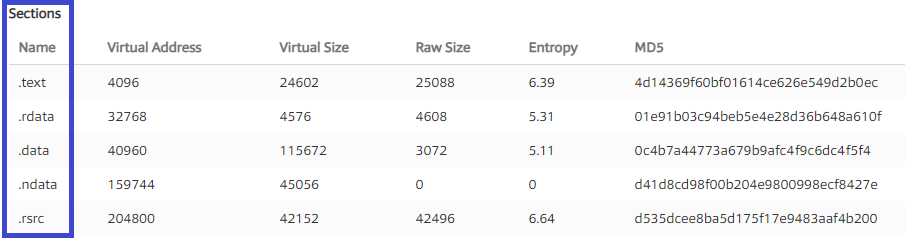 Sections
Name Virtual Address Virtual Size Raw Size Entropy MD5
.text 4096 24602 25088 6.39 4d14369f60bf01614ce626e549d2b0ec
.rdata 32768 4576 4608 5.31 01e91b03c94beb5e4e28d36b648a610f
.data 40960 115672 3072 5.11 0c4b7a44773a679b9afc4f9c6dc4f5f4
.ndata 159744 45056 0 0 d41d8cd98f00b204e9800998ecf8427e
.rsrc 204800 42152 42496 6.64 d535dcee8ba5d175f17e9483aaf4b200